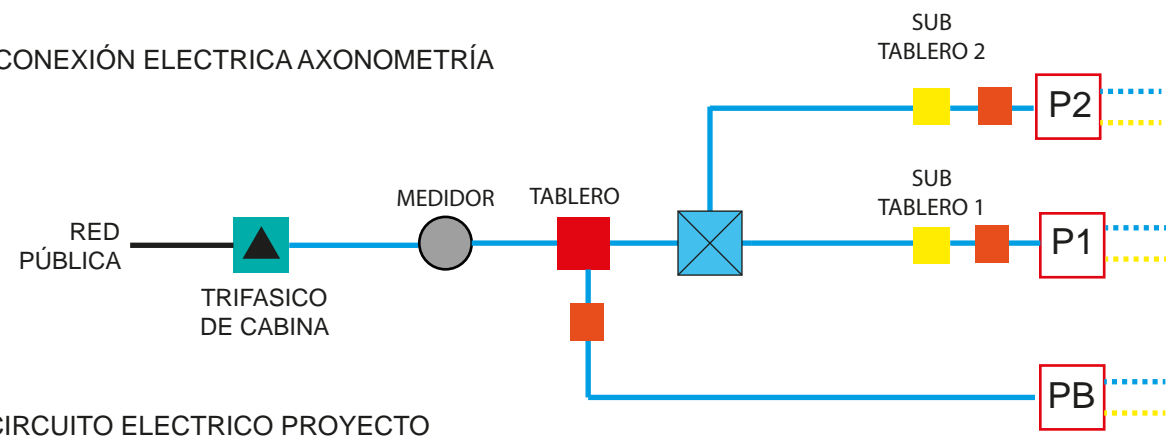 SUB
TABLERO 2
CONEXIÓN ELECTRICA AXONOMETRÍA
P2
SUB
TABLERO 1
MEDIDOR
TABLERO
RED
PÚBLICA
P1
TRIFASICO
DE CABINA
PB
CIRCUITO ELECTRICO PROYECTO